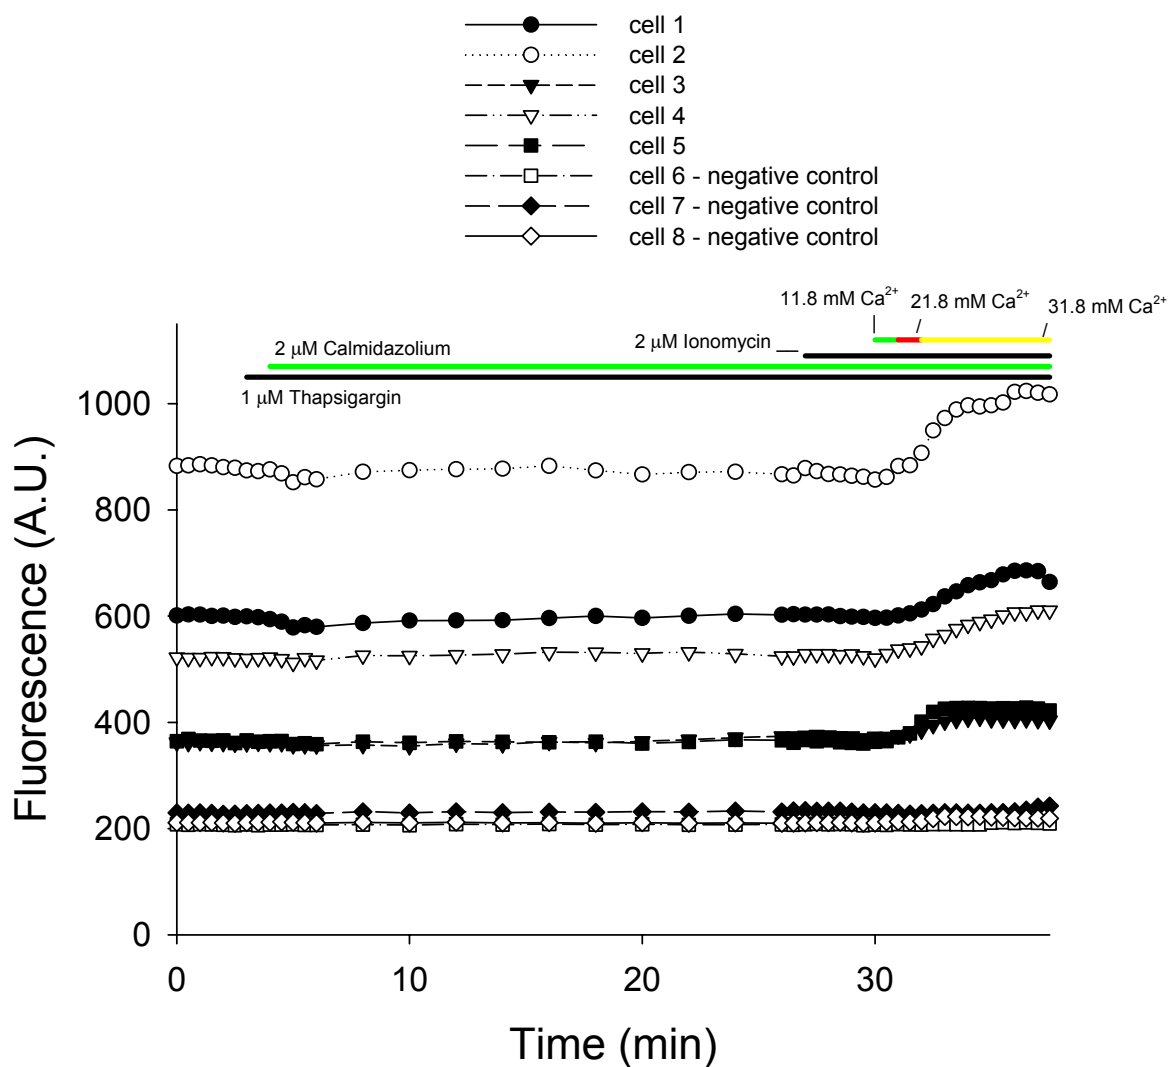 cell 1
cell 2
cell 3
cell 4
cell 5
cell 6 - negative control
cell 7 - negative control
cell 8 - negative control
11.8 mM Ca²⁺
21.8 mM Ca²⁺
31.8 mM Ca²⁺
2 μM Calmidazolium
2 μM Ionomycin
1 μM Thapsigargin
1000
800
600
400
200
0
Fluorescence (A.U.)
0
10
20
30
Time (min)